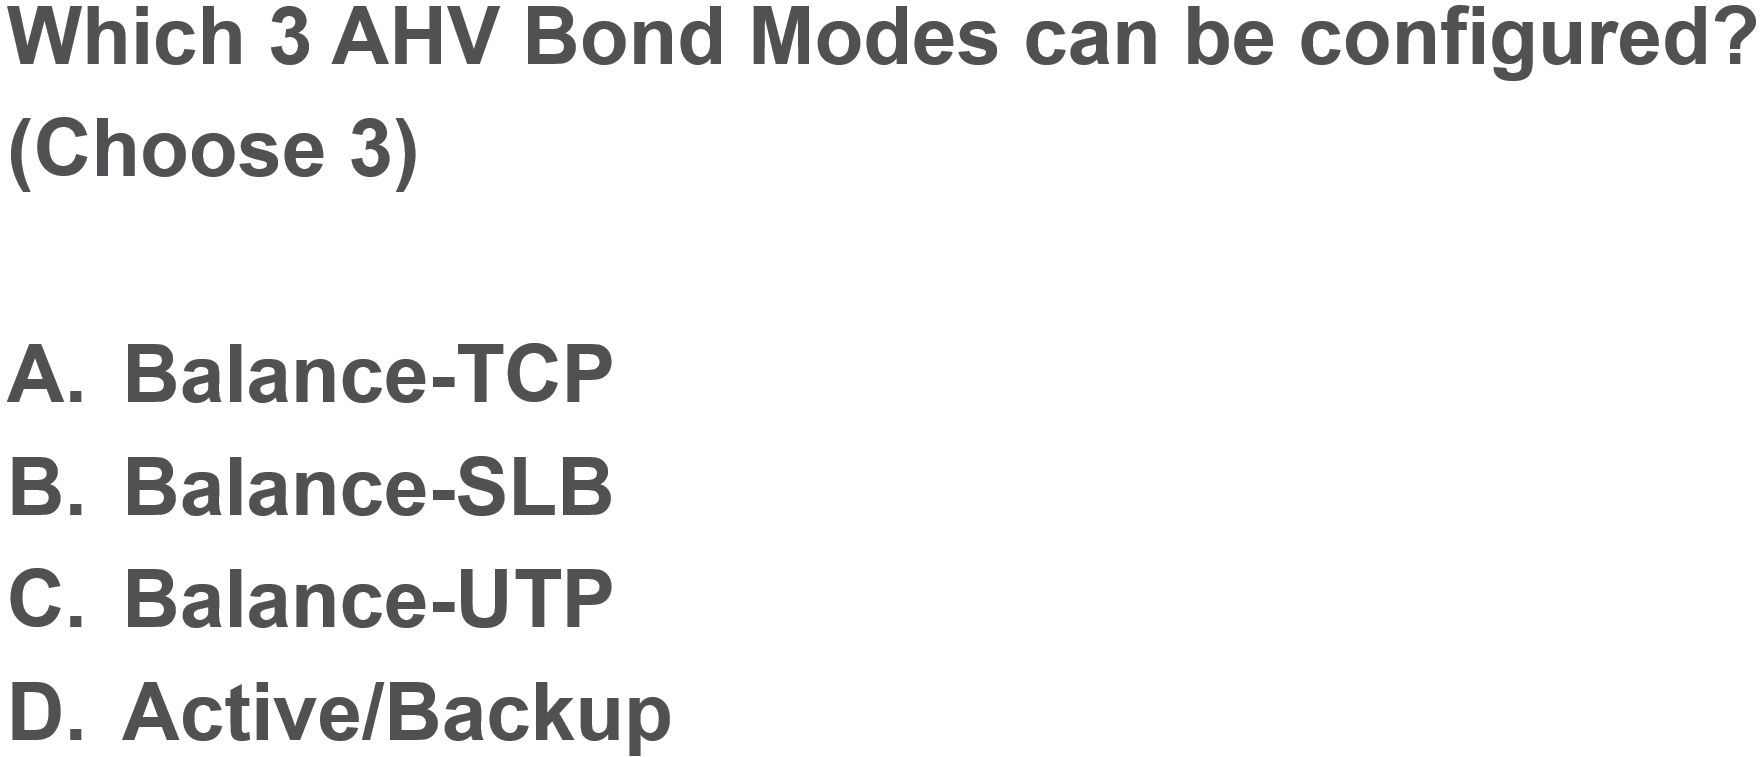 Which 3 AHV Bond Modes can be configured?
(Choose 3)
A. Balance-TCP
B. Balance-SLB
C. Balance-UTP
D. Active/Backup